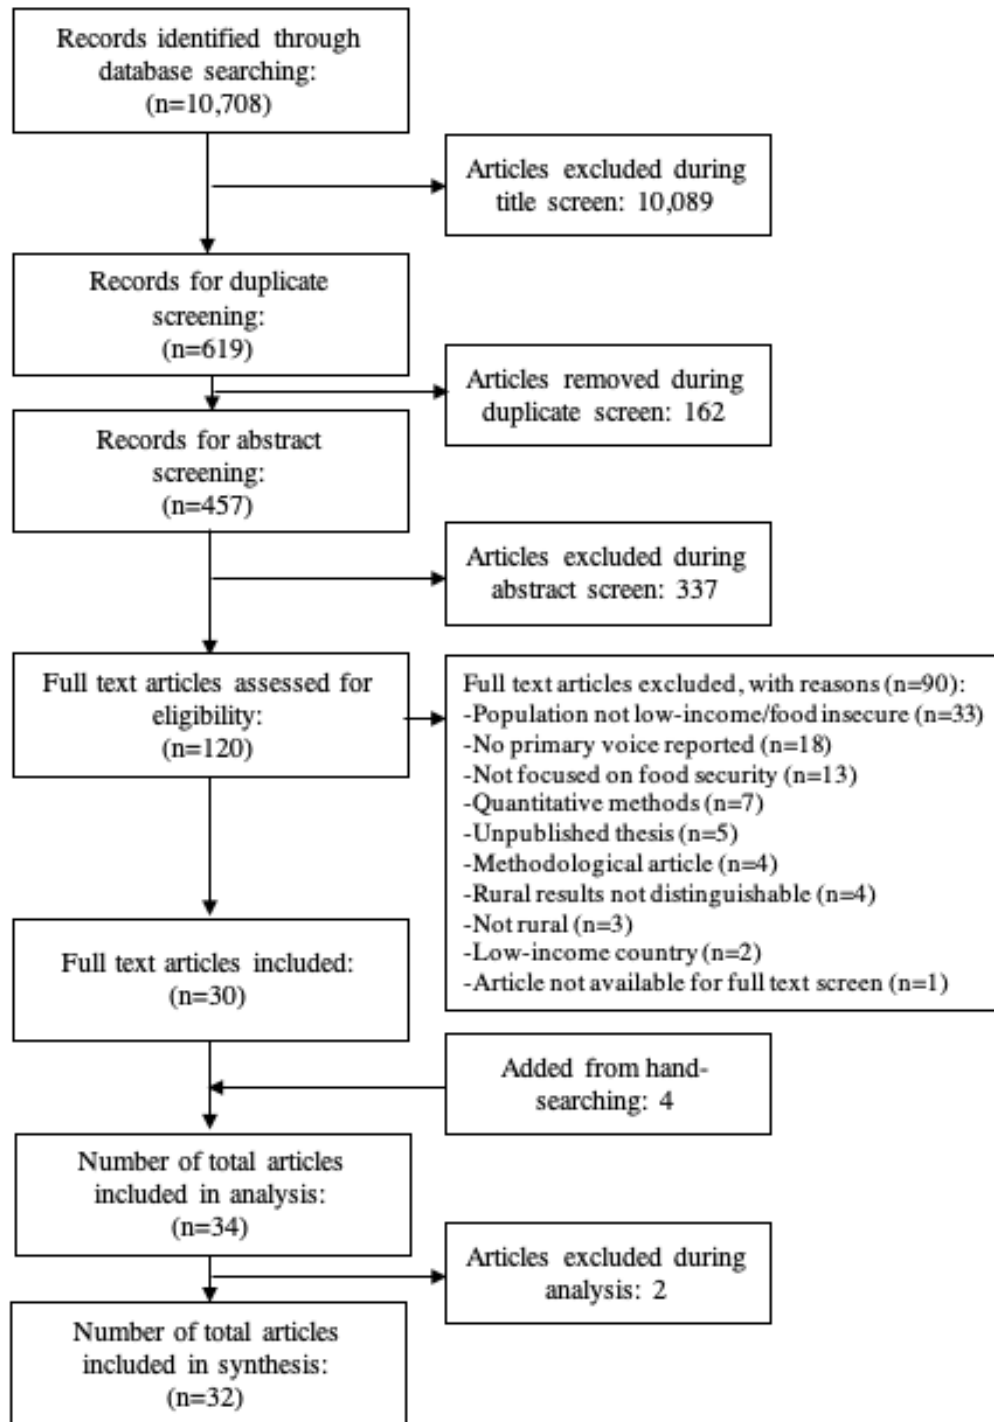 Records identified through
database searching:
(n=10,708)
Articles excluded during
title screen: 10,089
Records for duplicate
screening:
(n=619)
Articles removed during
duplicate screen: 162
Records for abstract
screening:
(n=457)
Articles excluded during
abstract screen: 337
Full text articles assessed for
eligibility:
(n=120)
Full text articles excluded, with reasons (n=90):
-Population not low-income/food insecure (n=33)
-No primary voice reported (n=18)
-Not focused on food security (n=13)
-Quantitative methods (n=7)
-Unpublished thesis (n=5)
-Methodological article (n=4)
-Rural results not distinguishable (n=4)
-Not rural (n=3)
-Low-income country (n=2)
-Article not available for full text screen (n=1)
Full text articles included:
(n=30)
Added from hand-
searching: 4
Number of total articles
included in analysis:
(n=34)
Articles excluded during
analysis: 2
Number of total articles
included in synthesis:
(n=32)